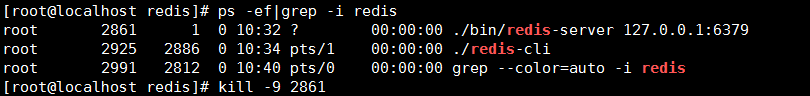 [root@localhost redis]# ps -ef|grep -i redis
root       2861      1  0 10:32 ?        00:00:00 ./bin/redis-server 127.0.0.1:6379
root       2925   2886  0 10:34 pts/1    00:00:00 ./redis-cli
root       2991   2812  0 10:40 pts/0    00:00:00 grep --color=auto -i redis
[root@localhost redis]# kill -9 2861